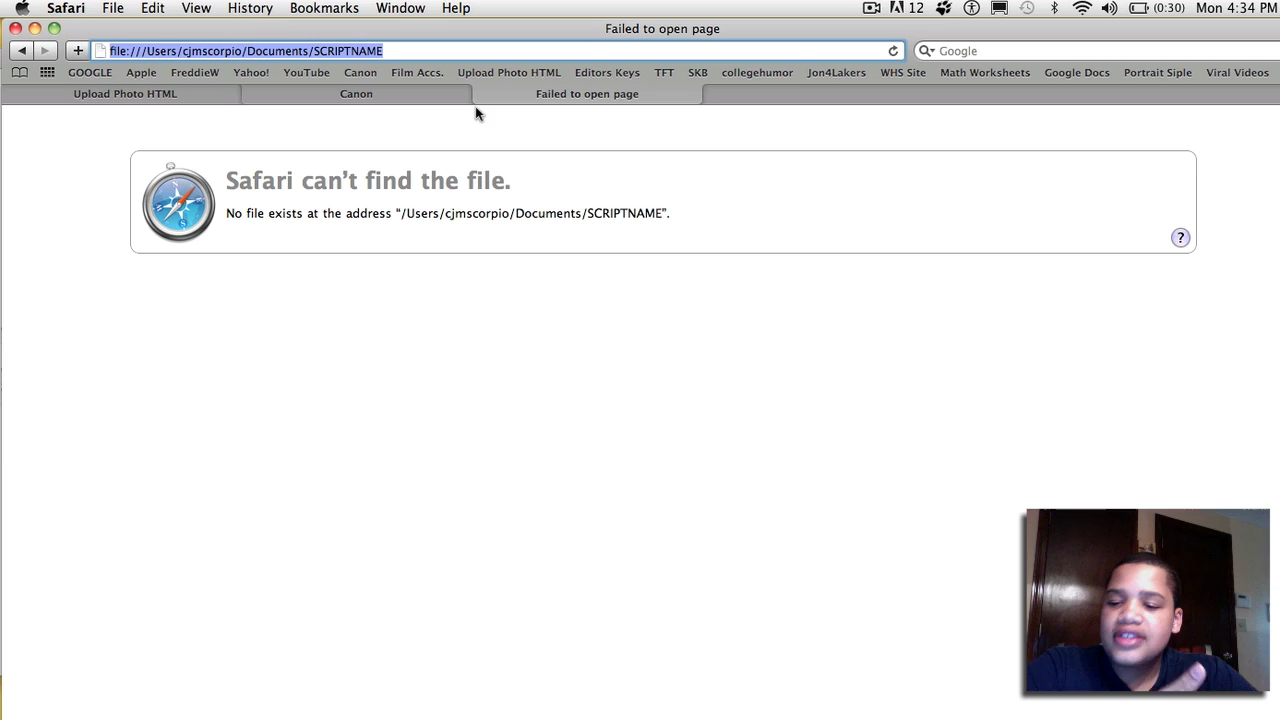 Safari File Edit View History Bookmarks Window Help 12 (0:30) Mon 4:34 PM
Failed to open page
file:///Users/cjmscorpio/Documents/SCRIPTNAME Google
GOOGLE Apple FreddieW Yahoo! YouTube Canon Film Accs. Upload Photo HTML Editors Keys TFT SKB collegehumor Jon4Lakers WHS Site Math Worksheets Google Docs Portrait Siple Viral Videos
Upload Photo HTML Canon Failed to open page
Safari can't find the file.
No file exists at the address “/Users/cjmscorpio/Documents/SCRIPTNAME”.
?